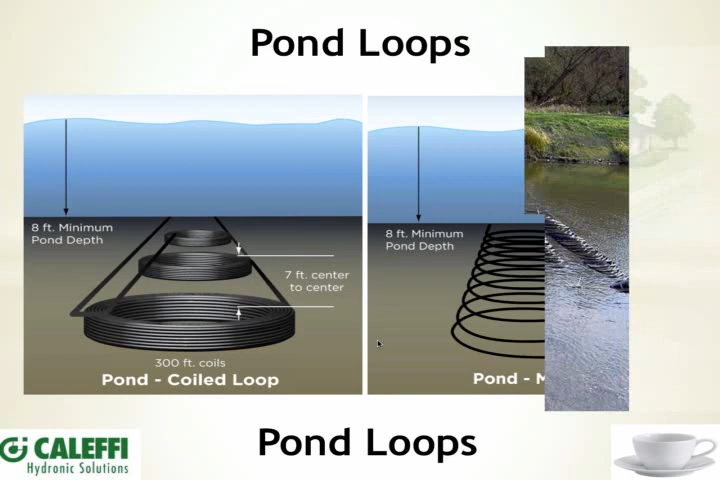 Pond Loops
8 ft. Minimum
Pond Depth
7 ft. center
to center
300 ft. coils
Pond - Coiled Loop
8 ft. Minimum
Pond Depth
Pond - M
Pond Loops
CALEFFI
Hydronic Solutions